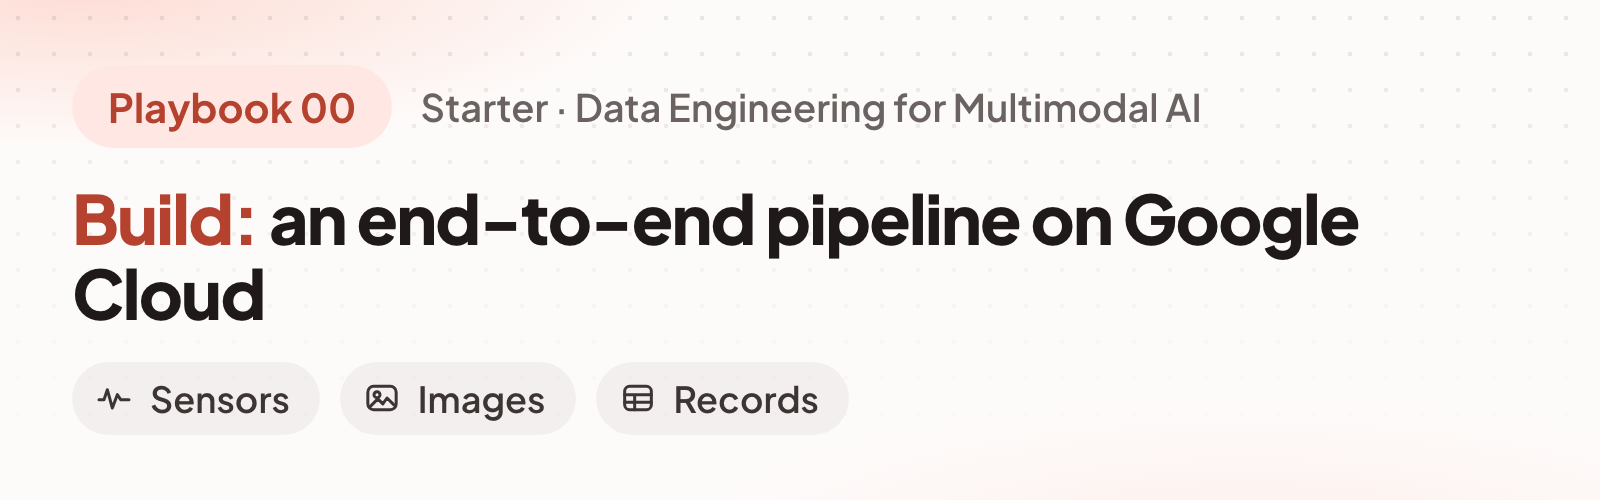 Playbook 00
Starter · Data Engineering for Multimodal AI
Build: an end-to-end pipeline on Google
Cloud
Sensors
Images
Records